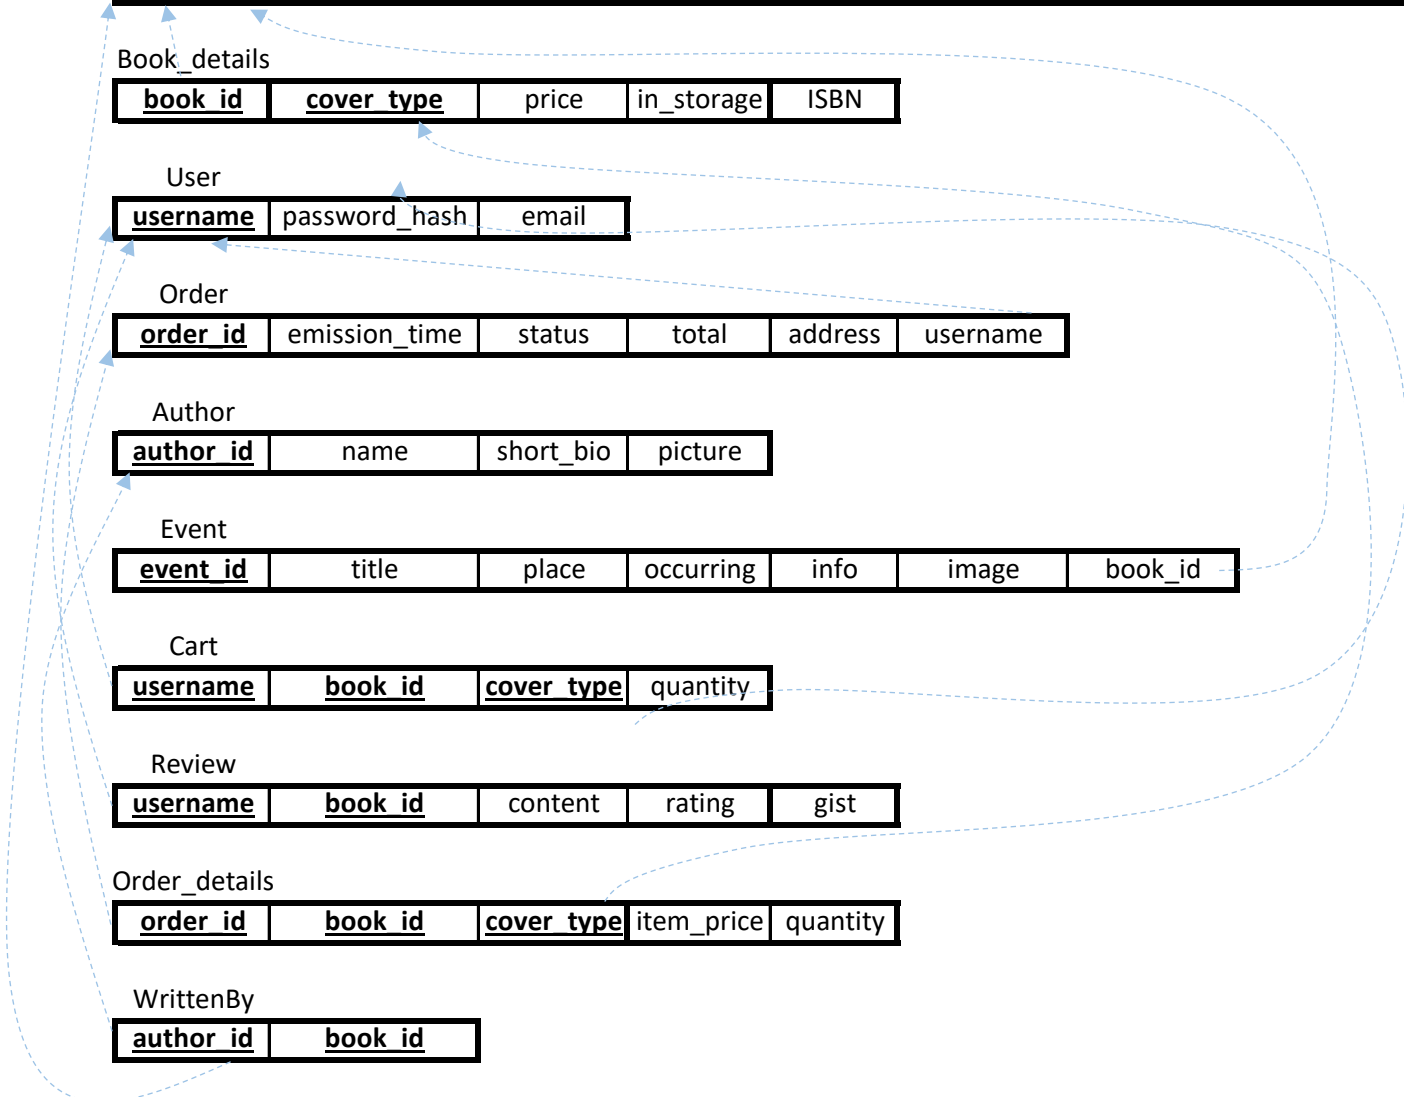 Book_details
book_id cover_type price in_storage ISBN
User
username password_hash email
Order
order_id emission_time status total address username
Author
author_id name short_bio picture
Event
event_id title place occurring info image book_id
Cart
username book_id cover_type quantity
Review
username book_id content rating gist
Order_details
order_id book_id cover_type item_price quantity
WrittenBy
author_id book_id